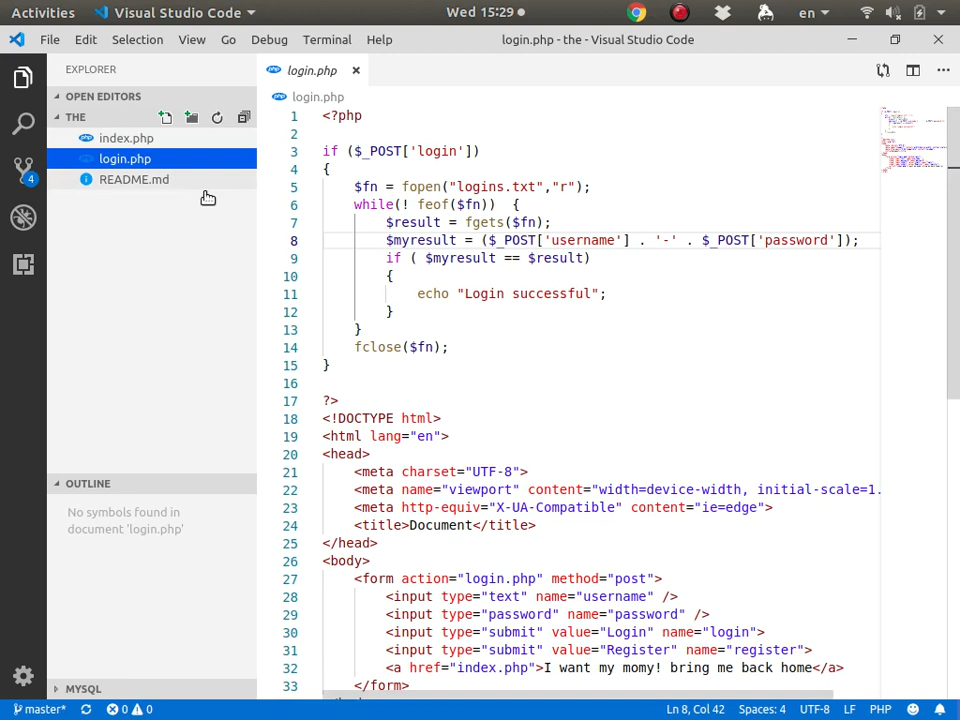 Activities Visual Studio Code Wed 15:29 en
File Edit Selection View Go Debug Terminal Help login.php - the - Visual Studio Code
EXPLORER
login.php
OPEN EDITORS
login.php
THE
index.php
login.php
README.md
4
OUTLINE
No symbols found in
document 'login.php'
MYSQL
1 <?php
2
3 if ($_POST['login'])
4 {
5 $fn = fopen("logins.txt","r");
6 while(! feof($fn)) {
7 $result = fgets($fn);
8 $myresult = ($_POST['username'] . '-' . $_POST['password']);
9 if ( $myresult == $result)
10 {
11 echo "Login successful";
12 }
13 }
14 fclose($fn);
15 }
16
17 ?>
18 <!DOCTYPE html>
19 <html lang="en">
20 <head>
21 <meta charset="UTF-8">
22 <meta name="viewport" content="width=device-width, initial-scale=1.
23 <meta http-equiv="X-UA-Compatible" content="ie=edge">
24 <title>Document</title>
25 </head>
26 <body>
27 <form action="login.php" method="post">
28 <input type="text" name="username" />
29 <input type="password" name="password" />
30 <input type="submit" value="Login" name="login">
31 <input type="submit" value="Register" name="register">
32 <a href="index.php">I want my momy! bring me back home</a>
33 </form>
master* 0 0 Ln 8, Col 42 Spaces: 4 UTF-8 LF PHP